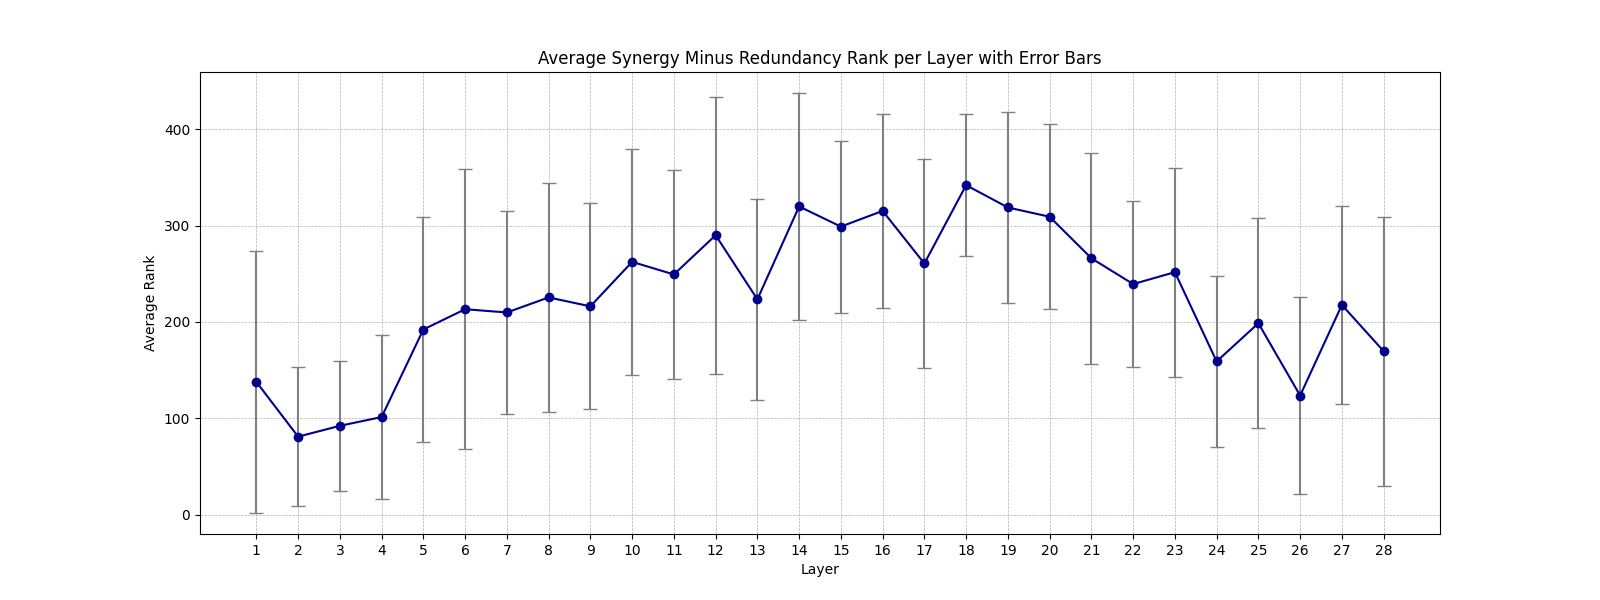 Average Synergy Minus Redundancy Rank per Layer with Error Bars
Average Rank
400
300
200
100
0
1 2 3 4 5 6 7 8 9 10 11 12 13 14 15 16 17 18 19 20 21 22 23 24 25 26 27 28
Layer